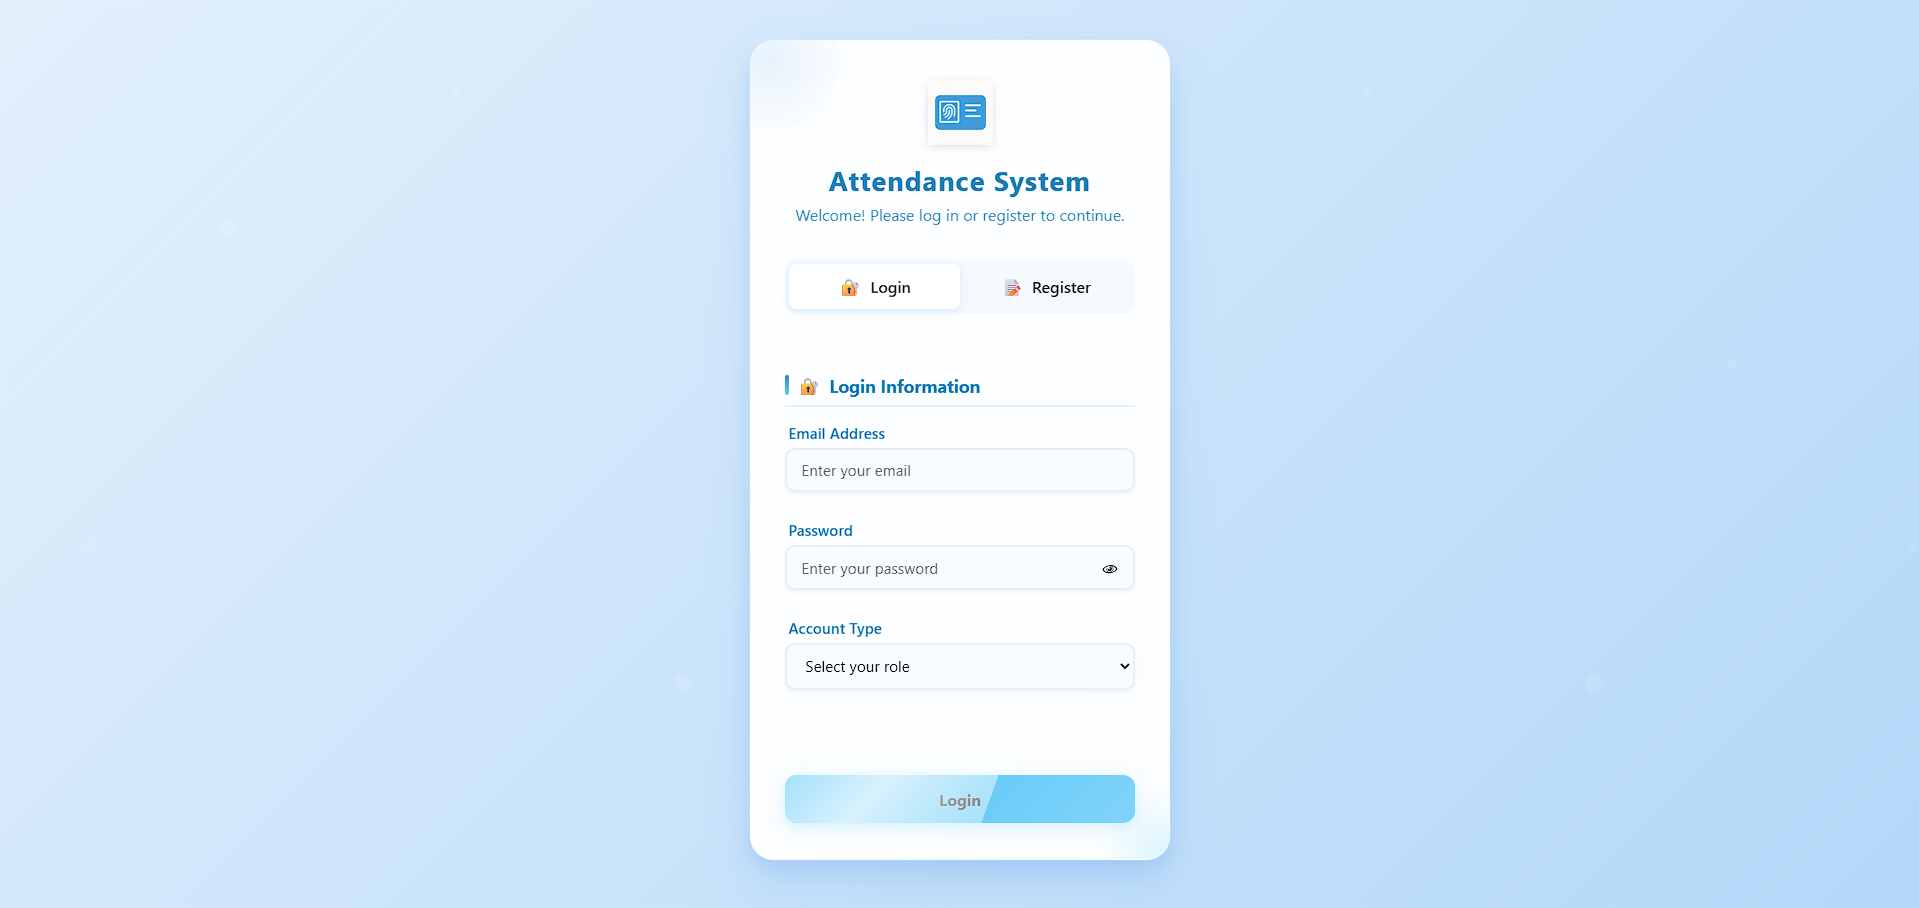 Attendance System
Welcome! Please log in or register to continue.
Login
Register
Login Information
Email Address
Enter your email
Password
Enter your password
Account Type
Select your role
Login